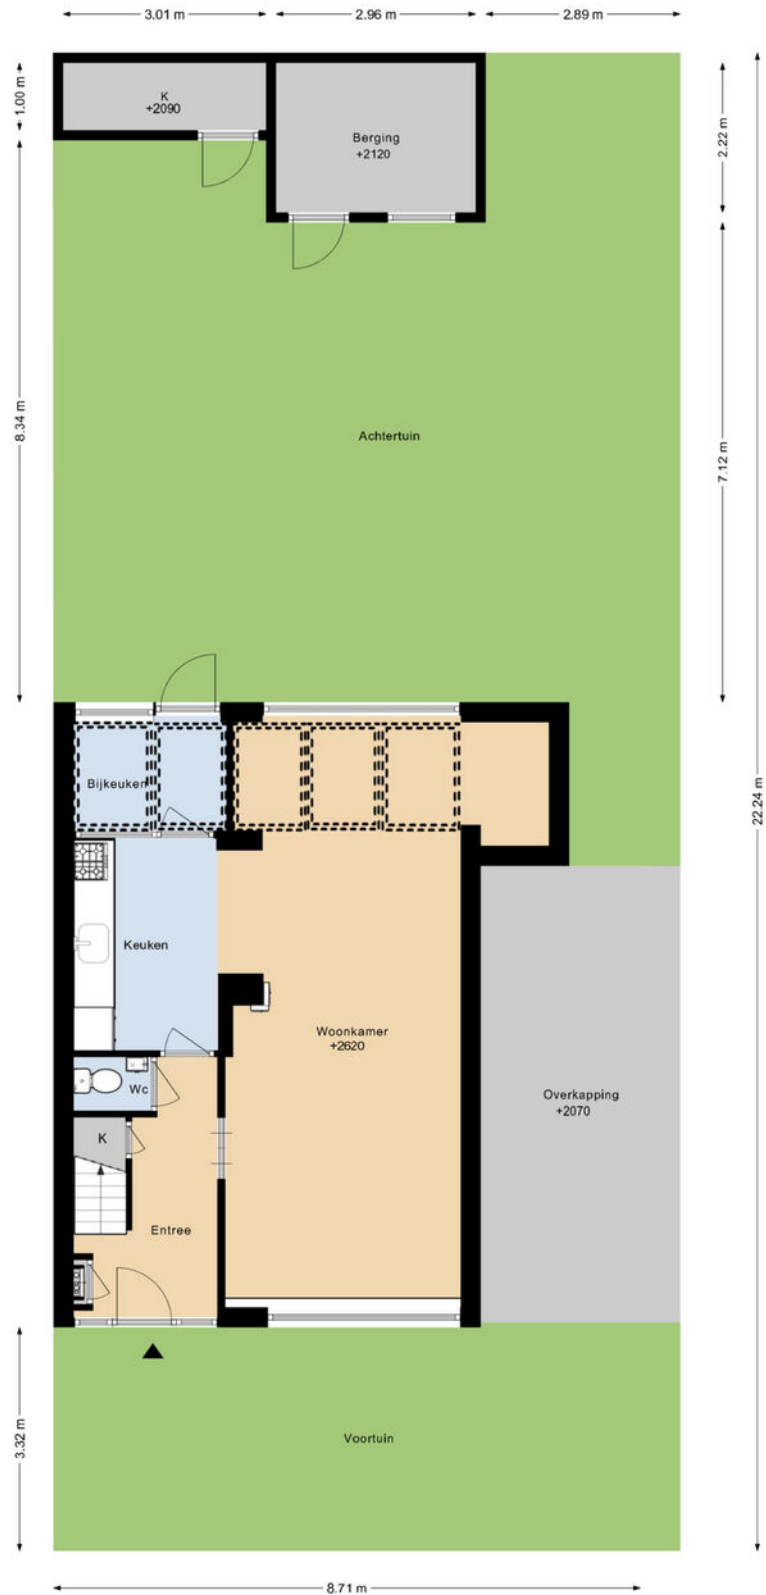 3.01 m
2.96 m
2.89 m
1.00 m
K
+2090
Berging
+2120
2.22 m
8.34 m
Achtertuin
7.12 m
22.24 m
Bijkeuken
Keuken
Woonkamer
+2620
Wc
Overkapping
+2070
K
Entree
3.32 m
Voortuin
8.71 m